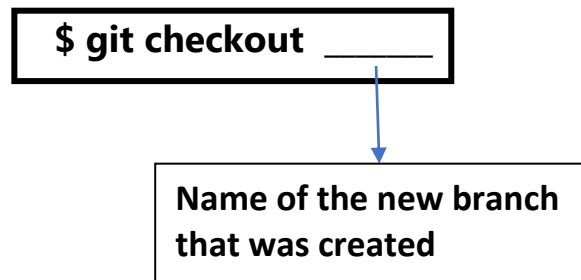 $ git checkout ______
Name of the new branch
that was created